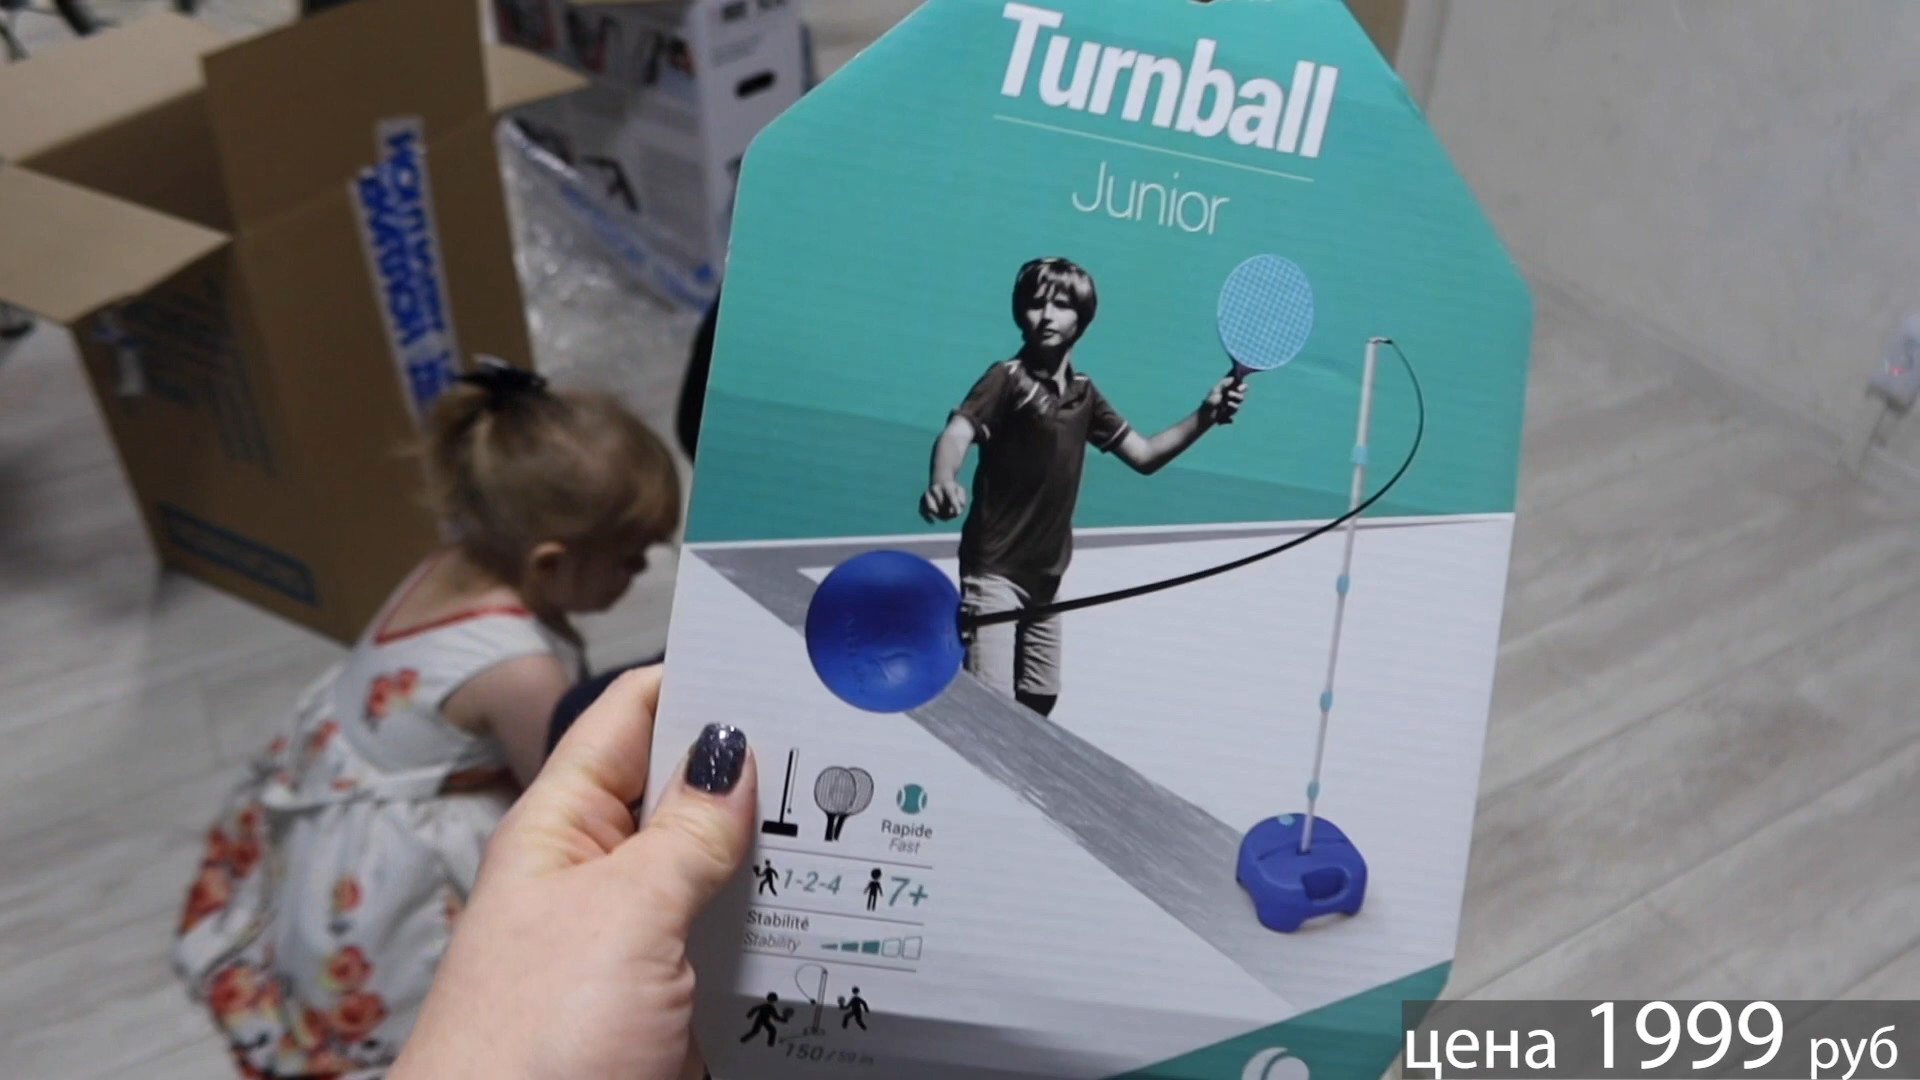 Turnball
Junior
Rapide
Fast
1-2-4
7+
Stabilité
Stability
150 / 59 in
цена 1999 руб